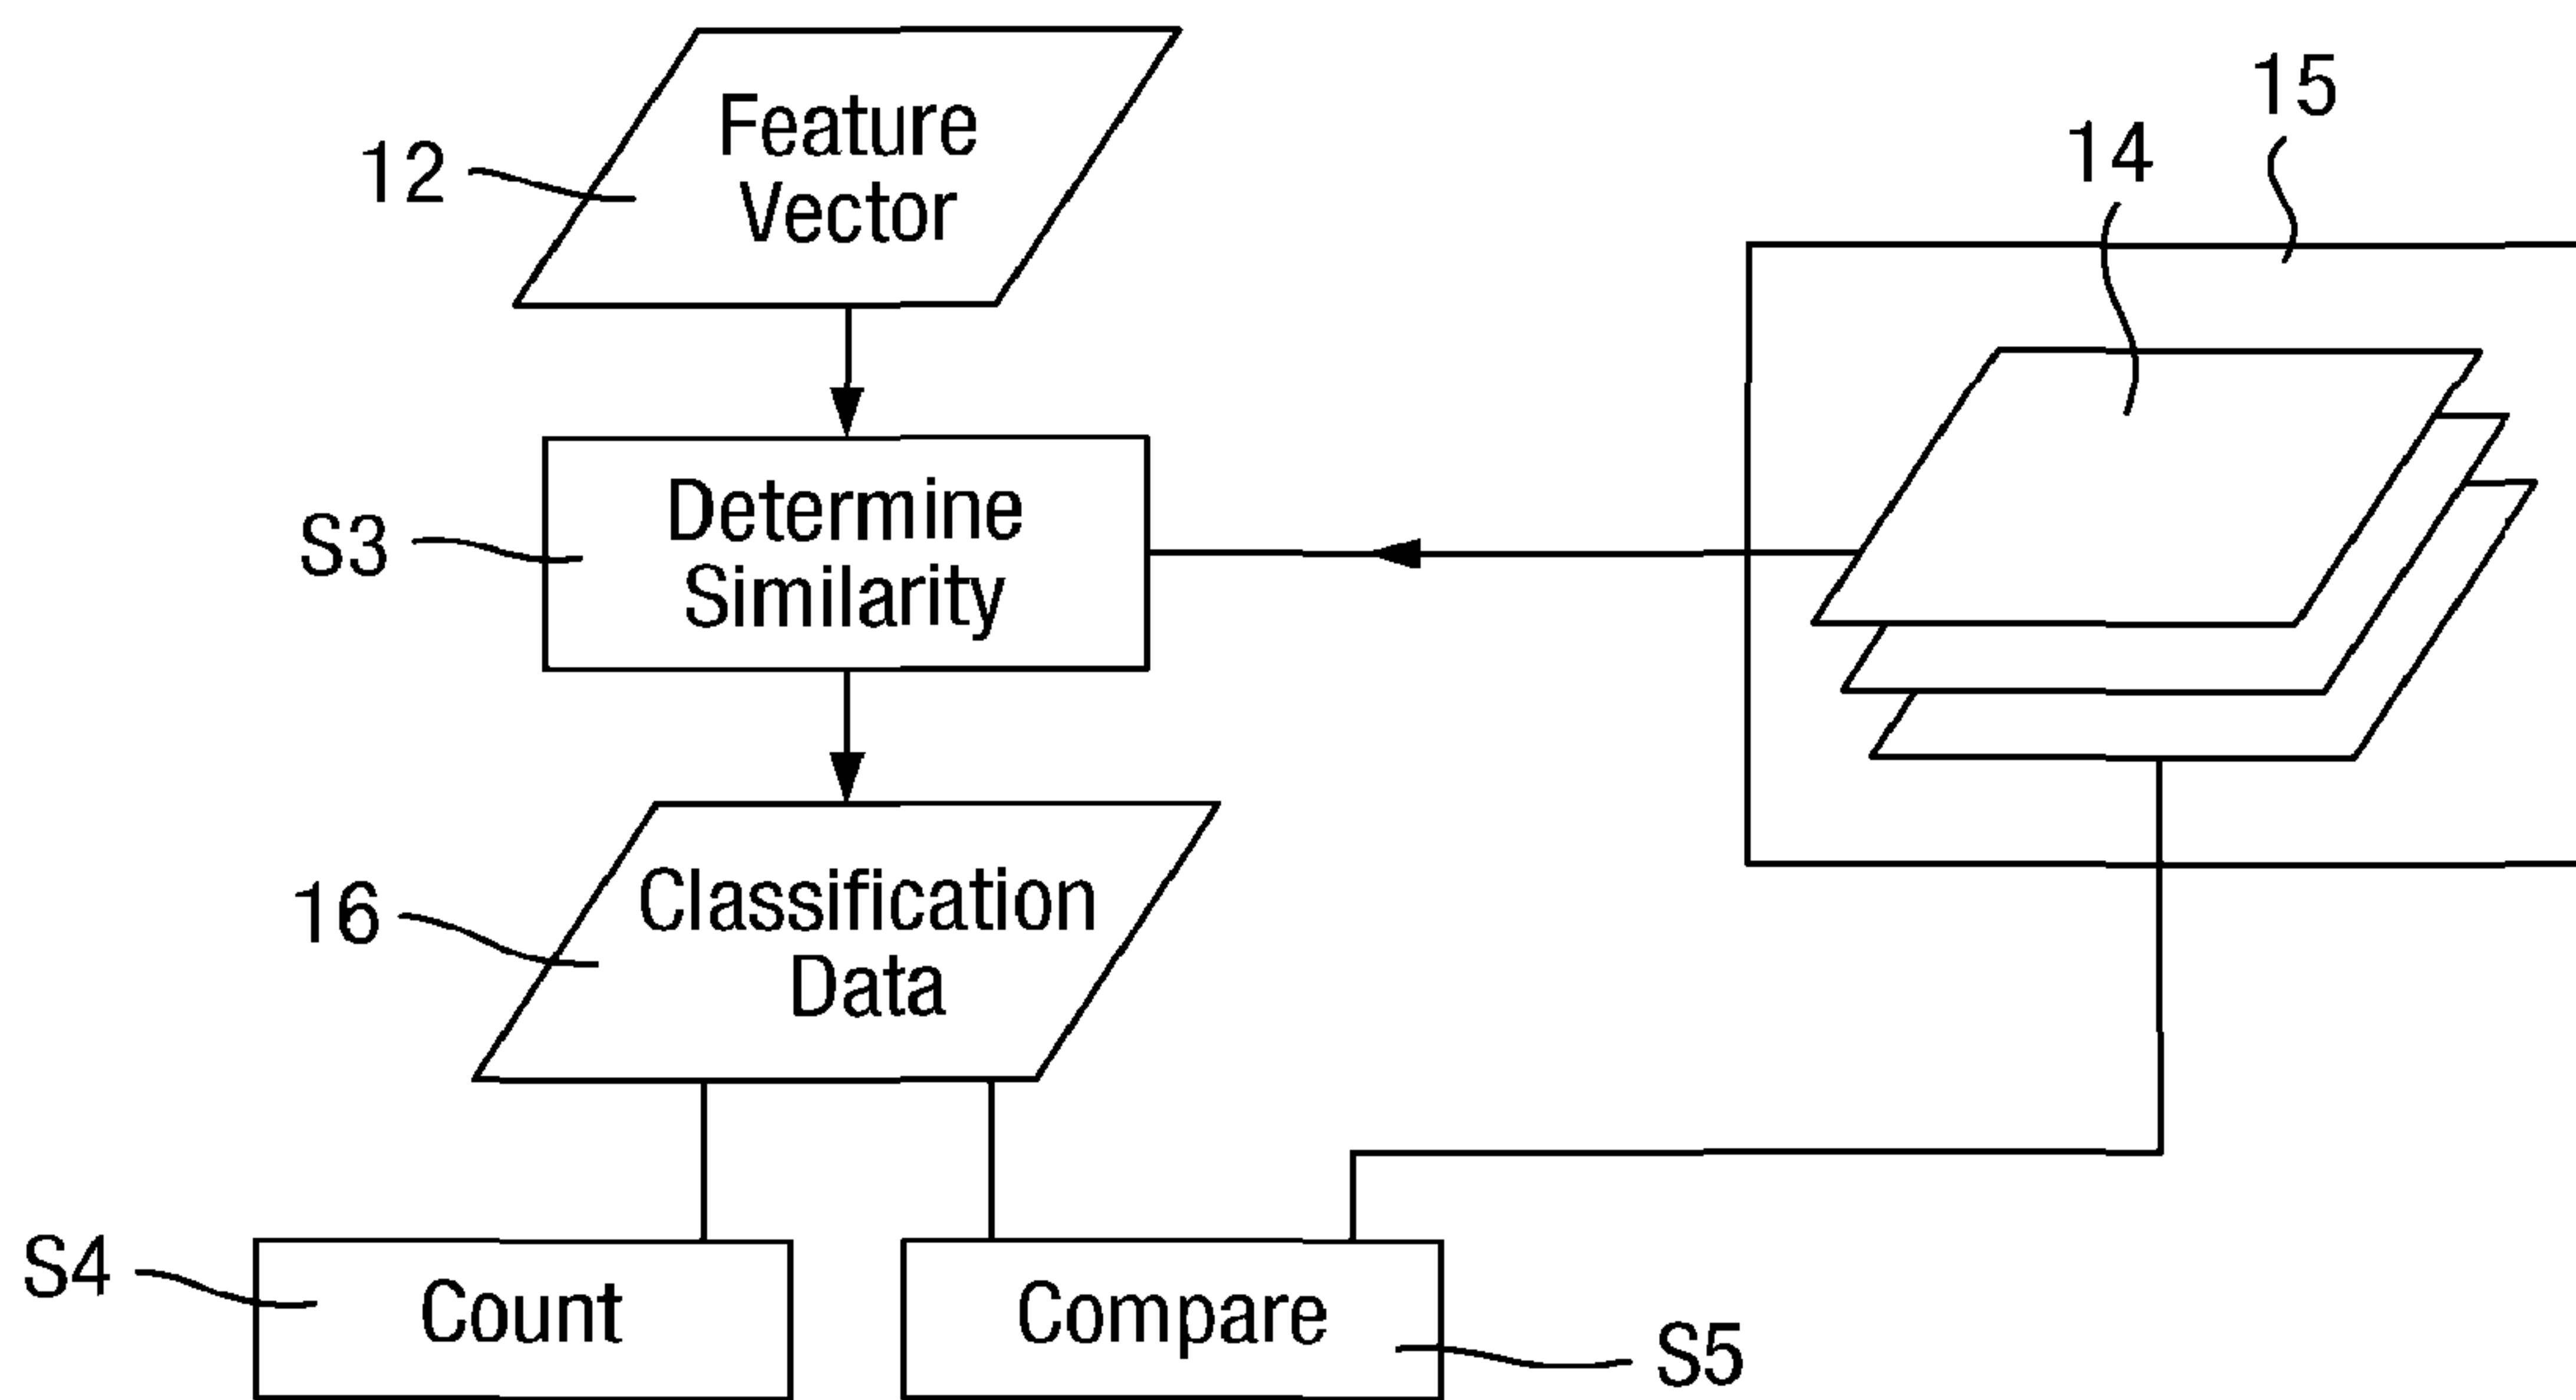 12
Feature
Vector
15
14
S3
Determine
Similarity
16
Classification
Data
S4
Count
Compare
S5